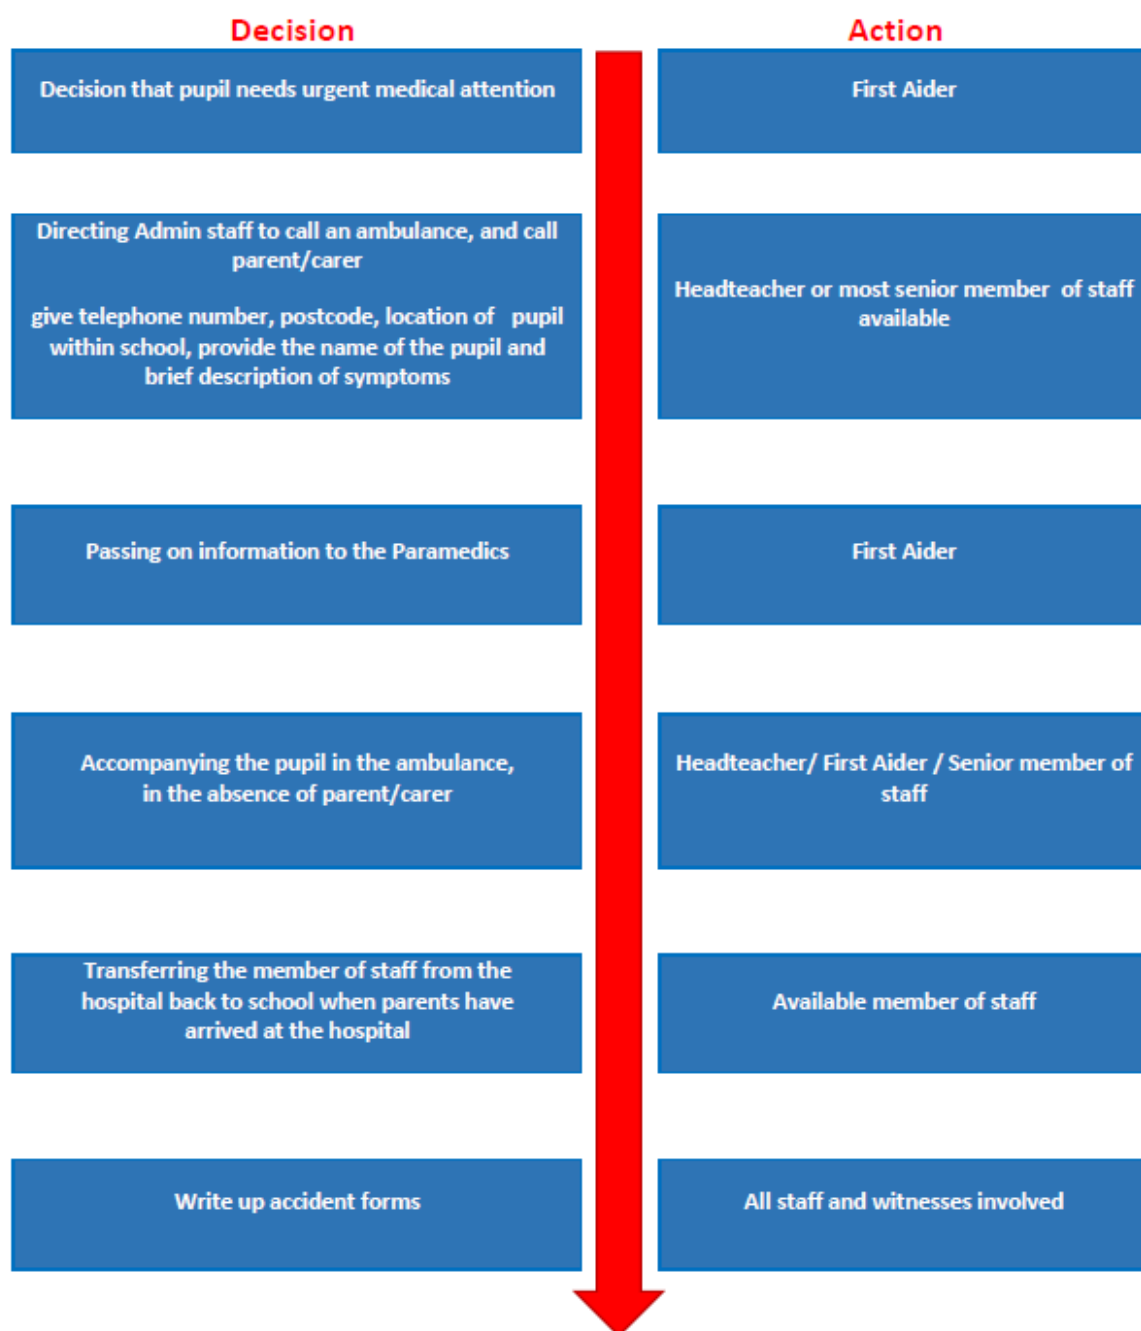 Decision
Action
Decision that pupil needs urgent medical attention
First Aider
Directing Admin staff to call an ambulance, and call
parent/carer
give telephone number, postcode, location of pupil
within school, provide the name of the pupil and
brief description of symptoms
Headteacher or most senior member of staff
available
Passing on information to the Paramedics
First Aider
Accompanying the pupil in the ambulance,
in the absence of parent/carer
Headteacher/ First Aider / Senior member of
staff
Transferring the member of staff from the
hospital back to school when parents have
arrived at the hospital
Available member of staff
Write up accident forms
All staff and witnesses involved